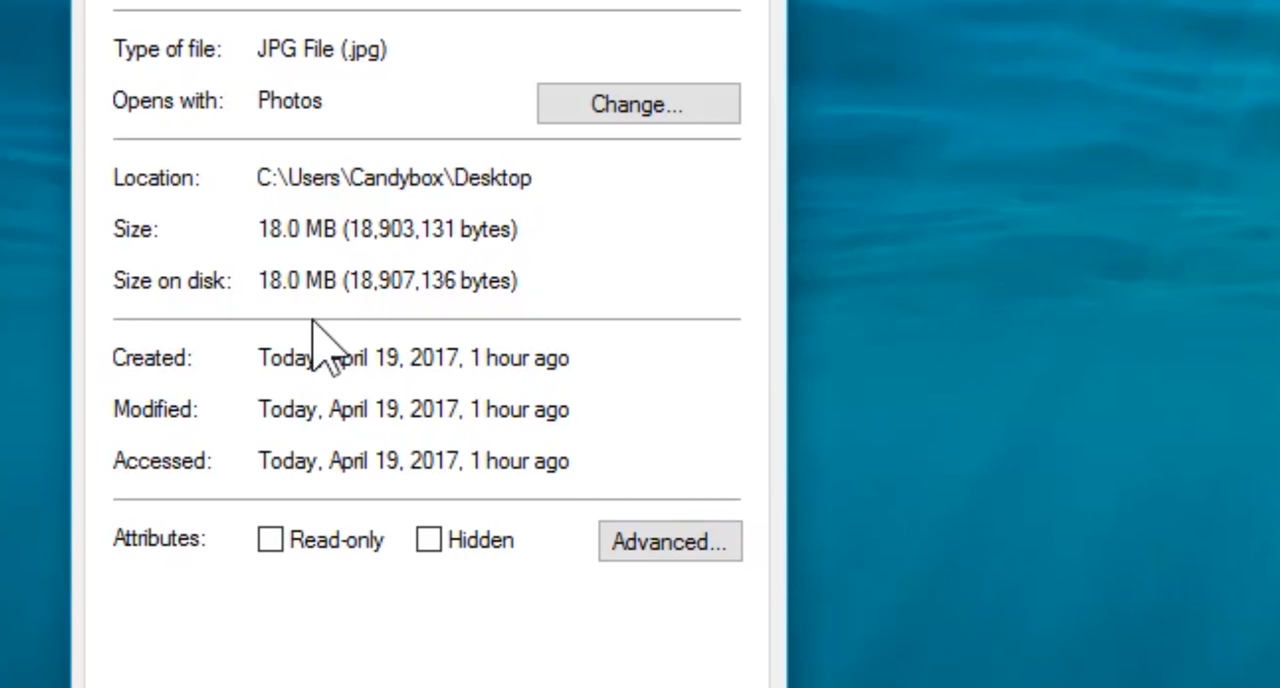 Type of file: JPG File (.jpg)
Opens with: Photos Change...
Location: C:\Users\Candybox\Desktop
Size: 18.0 MB (18,903,131 bytes)
Size on disk: 18.0 MB (18,907,136 bytes)
Created: Today, April 19, 2017, 1 hour ago
Modified: Today, April 19, 2017, 1 hour ago
Accessed: Today, April 19, 2017, 1 hour ago
Attributes: Read-only Hidden Advanced...